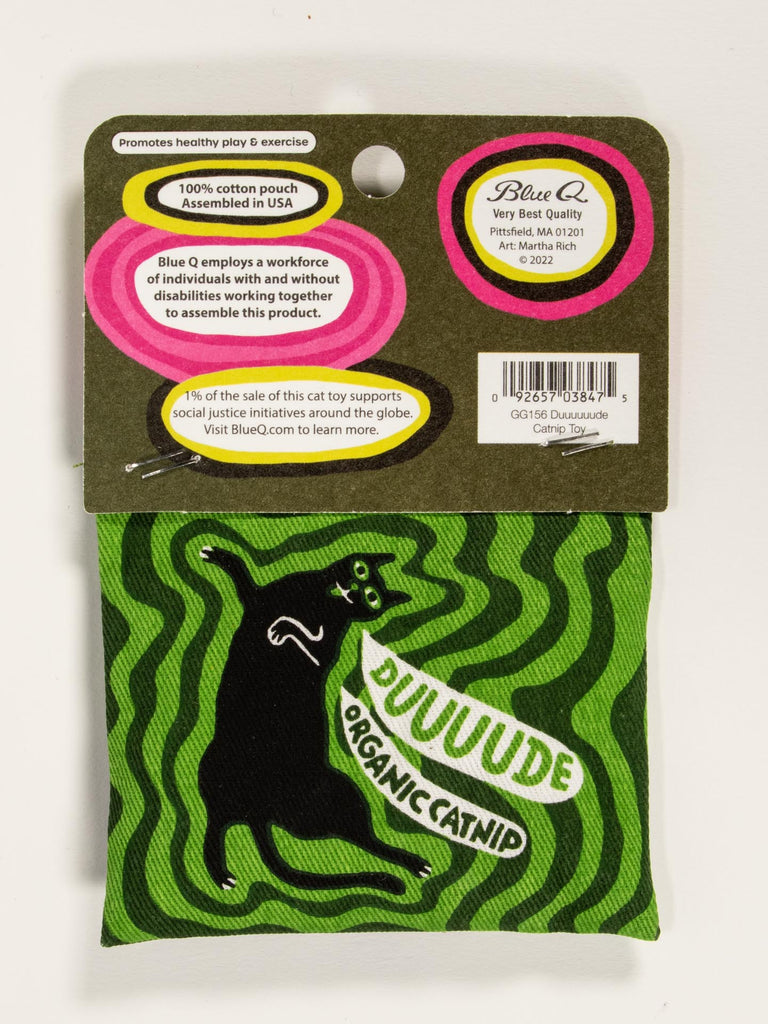 Promotes healthy play & exercise
100% cotton pouch
Assembled in USA
Blue Q employs a workforce
of individuals with and without
disabilities working together
to assemble this product.
1% of the sale of this cat toy supports
social justice initiatives around the globe.
Visit BlueQ.com to learn more.
Blue Q
Very Best Quality
Pittsfield, MA 01201
Art: Martha Rich
© 2022
0 92657 03847 5
GG156 Duuuuuude
Catnip Toy
DUUUUUDE
ORGANIC CATNIP